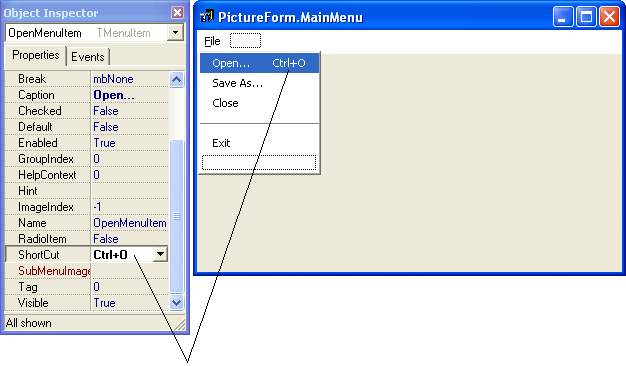 Object Inspector
OpenMenuItem TMenuItem
Properties Events
Break mbNone
Caption Open...
Checked False
Default False
Enabled True
GroupIndex 0
HelpContext 0
Hint
ImageIndex -1
Name OpenMenuItem
RadioItem False
ShortCut Ctrl+O
SubMenuImage
Tag 0
Visible True
All shown
PictureForm.MainMenu
File
Open... Ctrl+O
Save As...
Close
Exit